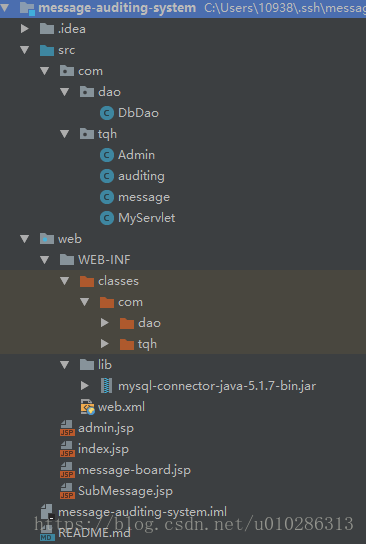 message-auditing-system C:\Users\10938\.ssh\messag
.idea
src
com
dao
DbDao
tqh
Admin
auditing
message
MyServlet
web
WEB-INF
classes
com
dao
tqh
lib
mysql-connector-java-5.1.7-bin.jar
web.xml
admin.jsp
index.jsp
message-board.jsp
SubMessage.jsp
message-auditing-system.iml
README.md
https://blog.csdn.net/u010286313